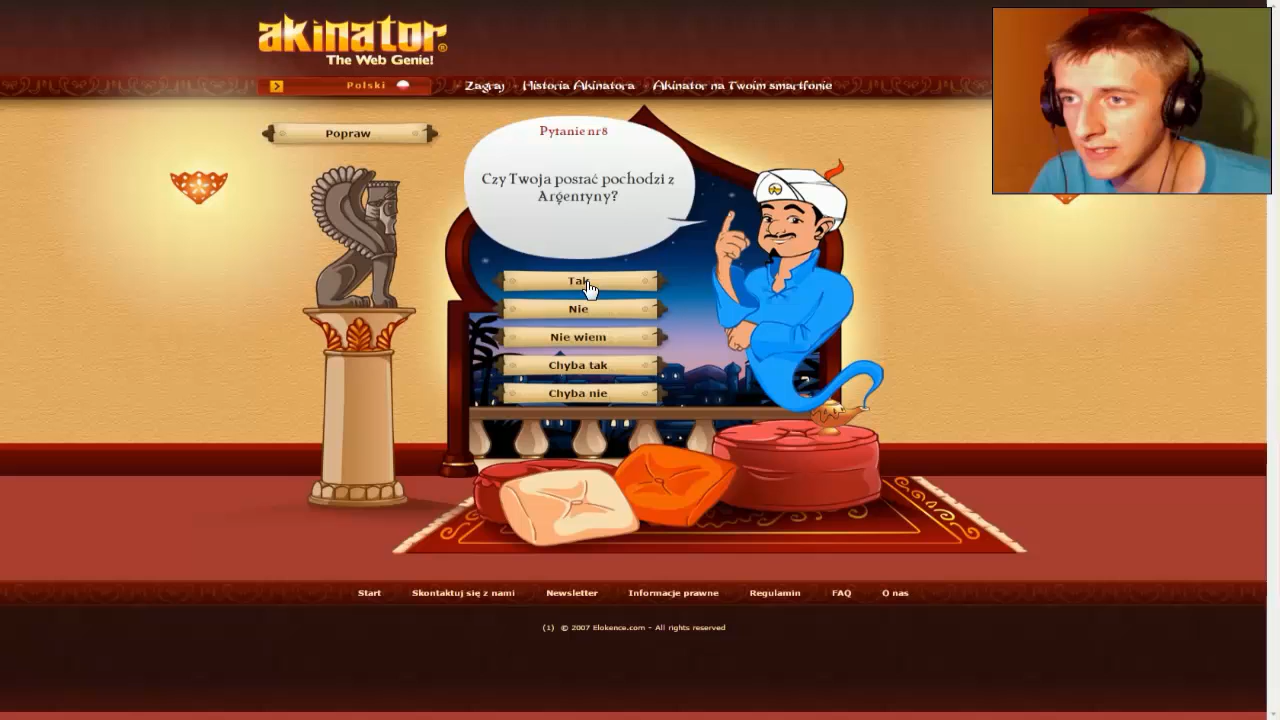 akinator®
The Web Genie!
Polski
Zagraj
Historia Akinatora
Akinator na Twoim smartfonie
Popraw
Pytanie nr 8
Czy Twoja postać pochodzi z
Argentyny?
Tak
Nie
Nie wiem
Chyba tak
Chyba nie
Start
Skontaktuj się z nami
Newsletter
Informacje prawne
Regulamin
FAQ
O nas
(1) © 2007 Elokence.com - All rights reserved